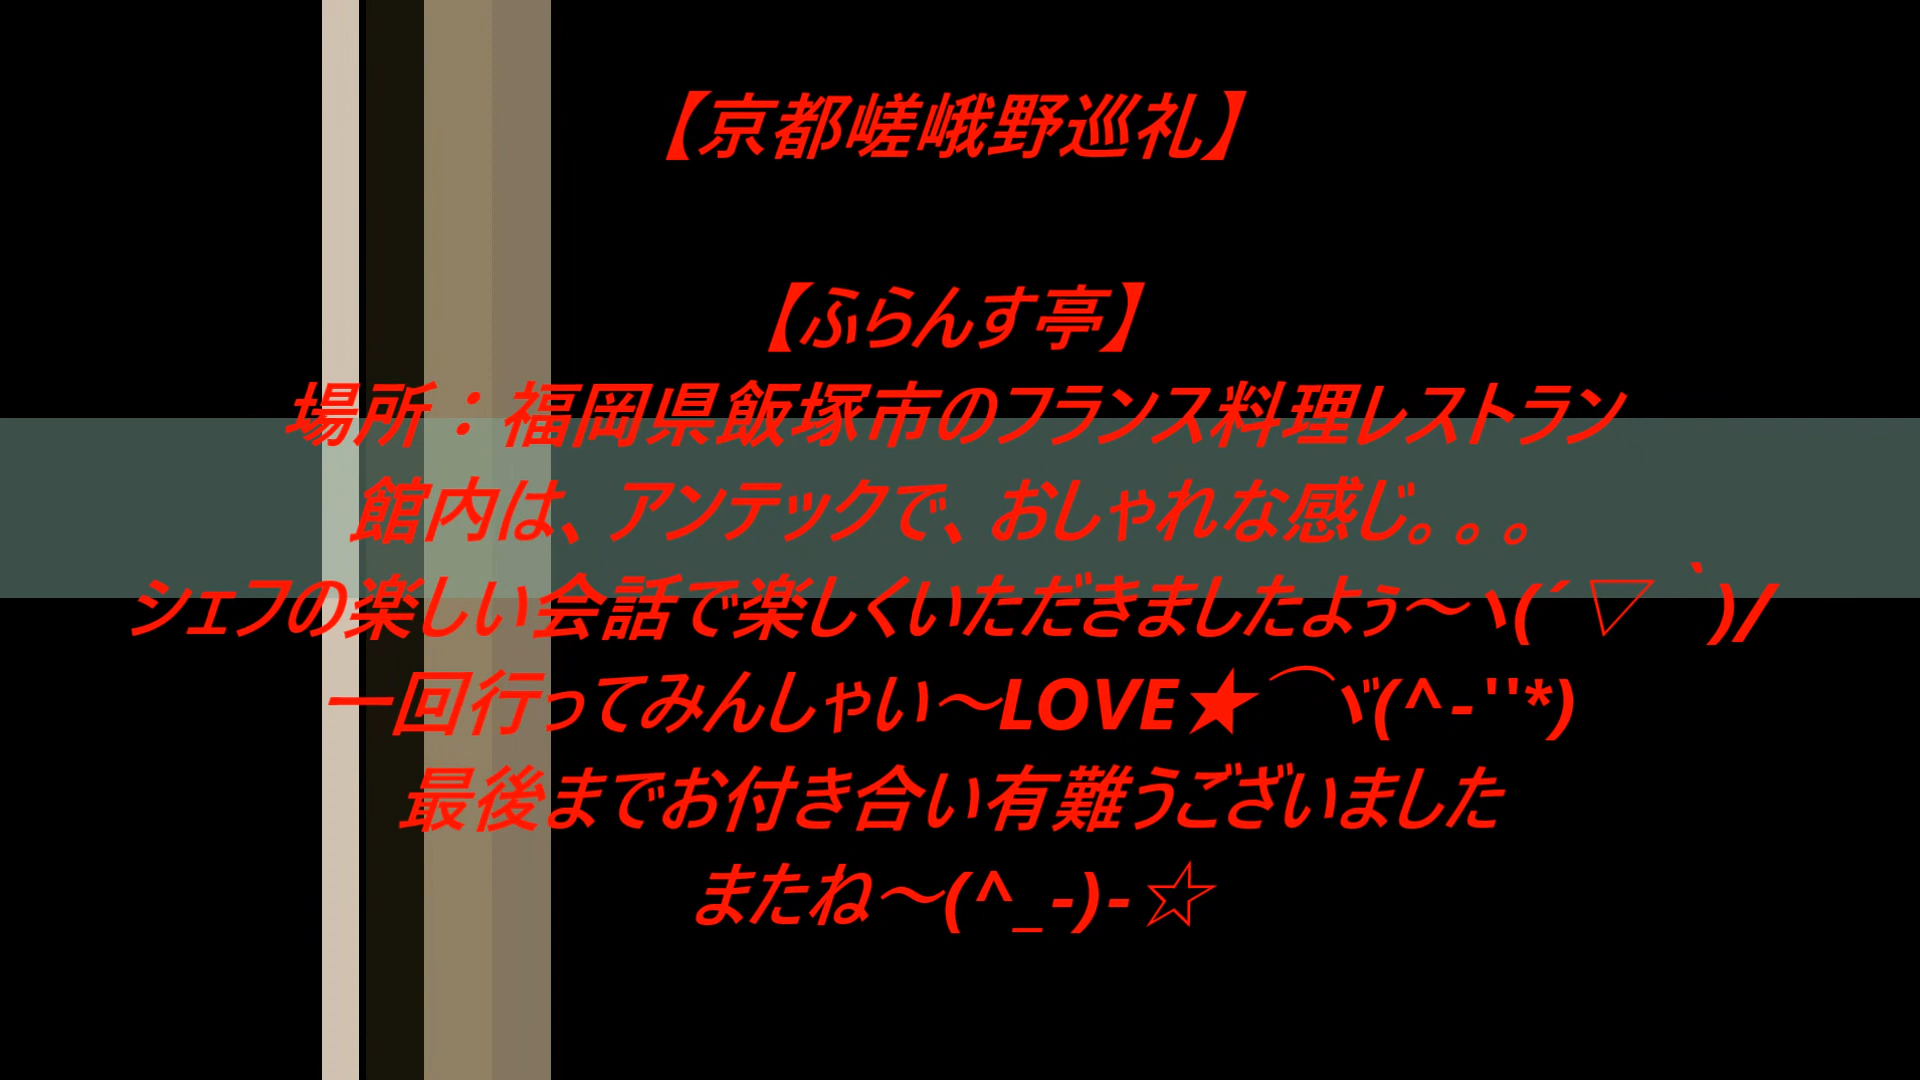 【京都嵯峨野巡礼】
【ふらんす亭】
場所：福岡県飯塚市のフランス料理レストラン
館内は、アンテックで、おしゃれな感じ。。。
シェフの楽しい会話で楽しくいただきましたよぅ～ヽ(´▽｀)/
一回行ってみんしゃい～LOVE★⌒ヾ(^-''*)
最後までお付き合い有難うございました
またね～(^_-)-☆